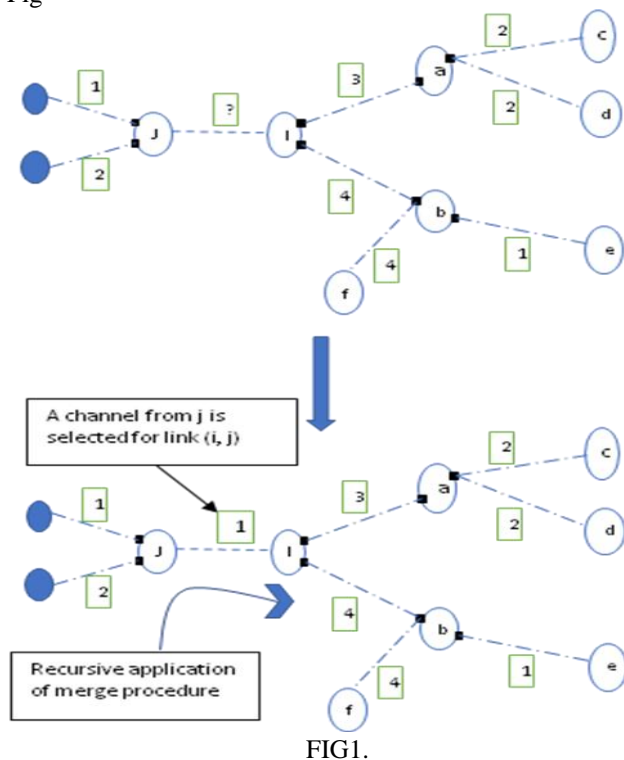 Fig
2
c
1
a
3
?
2
J
I
d
2
4
b
1
e
4
f
A channel from j is
selected for link (i, j)
2
c
3
1
a
1
2
J
I
d
2
4
b
Recursive application
of merge procedure
4
1
e
f
FIG1.